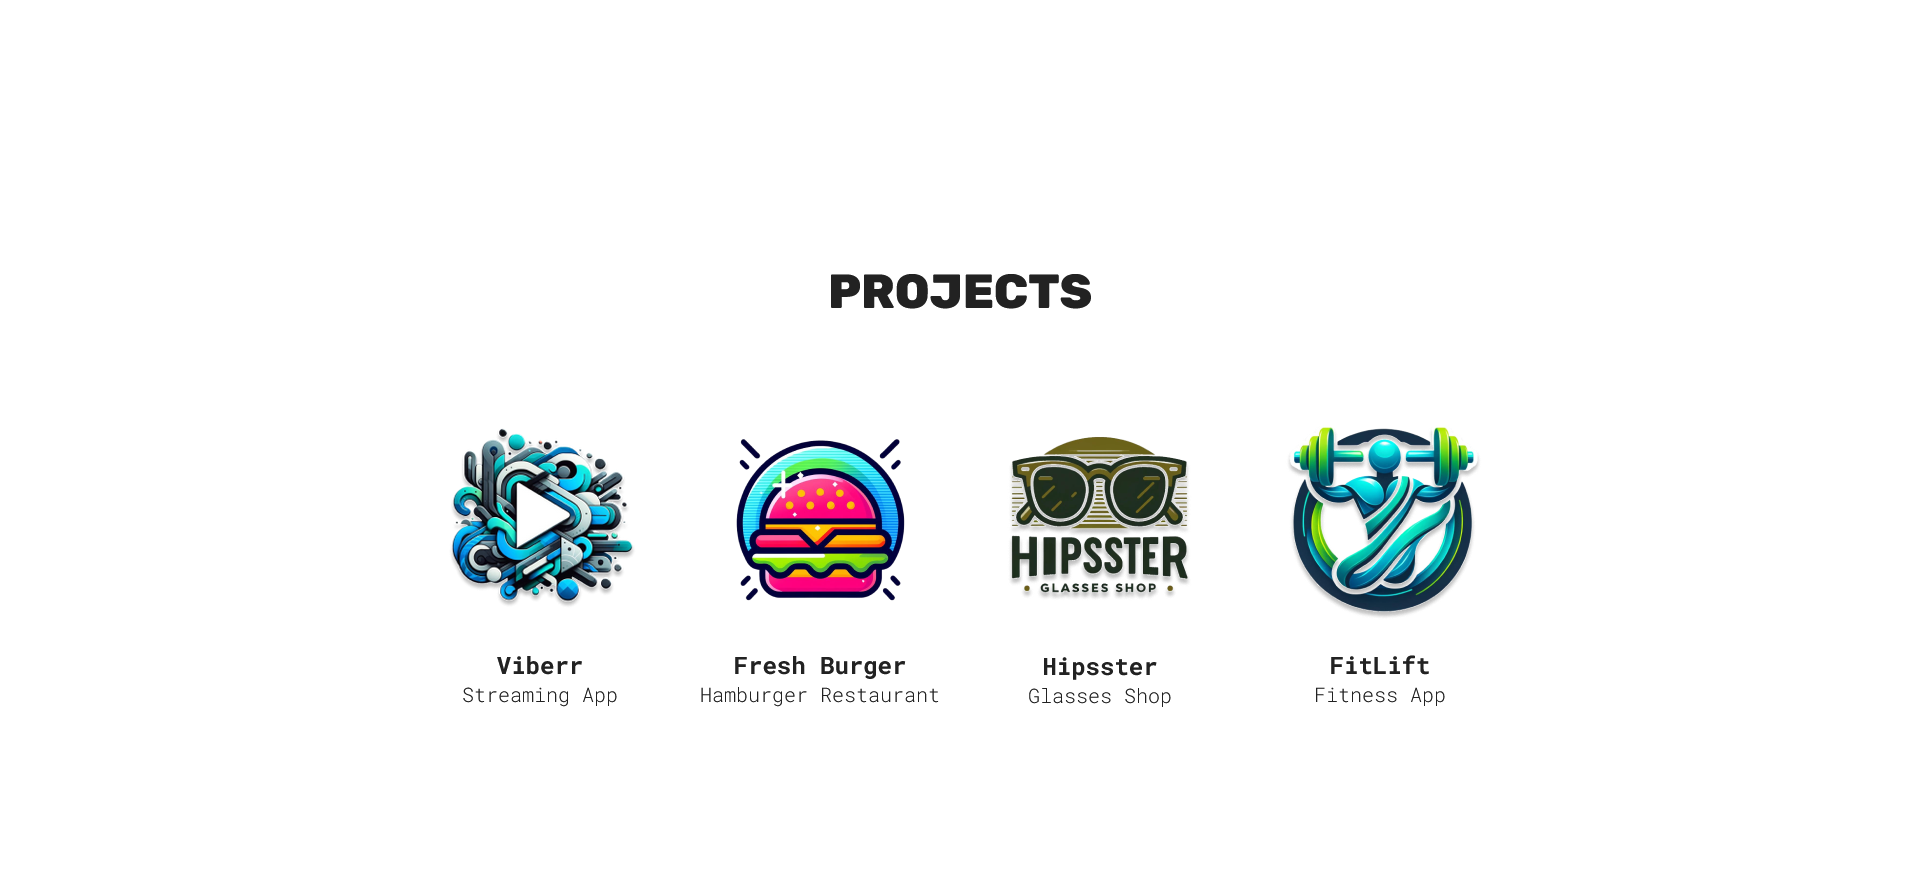 PROJECTS
HIPSSTER
GLASSES SHOP
Viberr
Streaming App
Fresh Burger
Hamburger Restaurant
Hipsster
Glasses Shop
FitLift
Fitness App